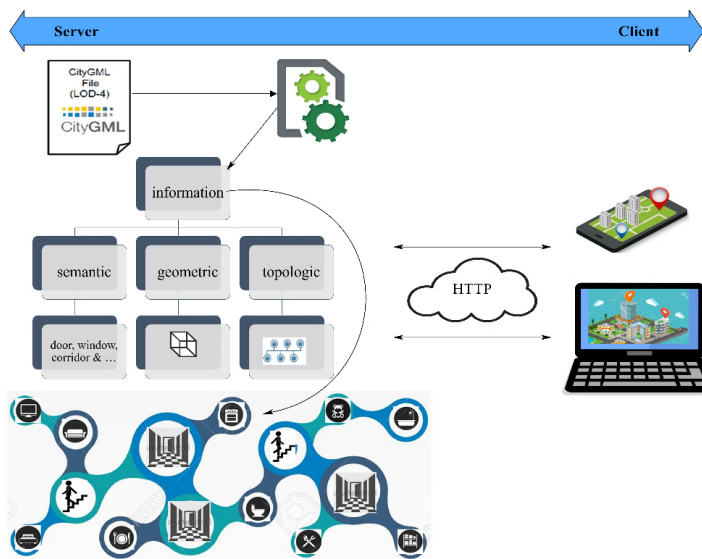 Server
Client
CityGML
File
(LOD-4)
CityGML
information
semantic
geometric
topologic
HTTP
door, window,
corridor & …